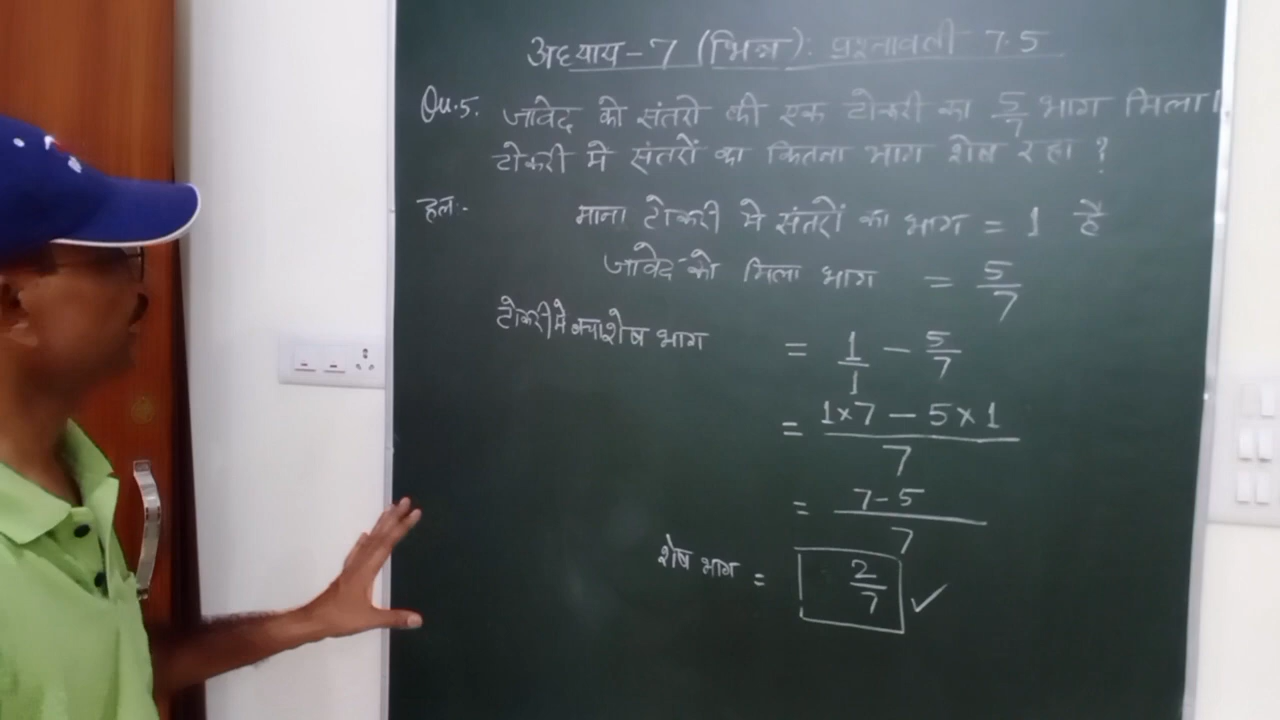 अध्याय-7 (भिन्न): प्रश्नावली 7.5
Qu.5. जावेद को संतरो की एक टोकरी का 5/7 भाग मिला।
टोकरी मे संतरों का कितना भाग शेष रहा ?
हल:- माना टोकरी मे संतरों का भाग = 1 है
जावेद को मिला भाग = 5/7
टोकरी मे बचा शेष भाग = 1/1 - 5/7
= 1×7 - 5×1 / 7
= 7-5 / 7
शेष भाग = 2/7 ✓